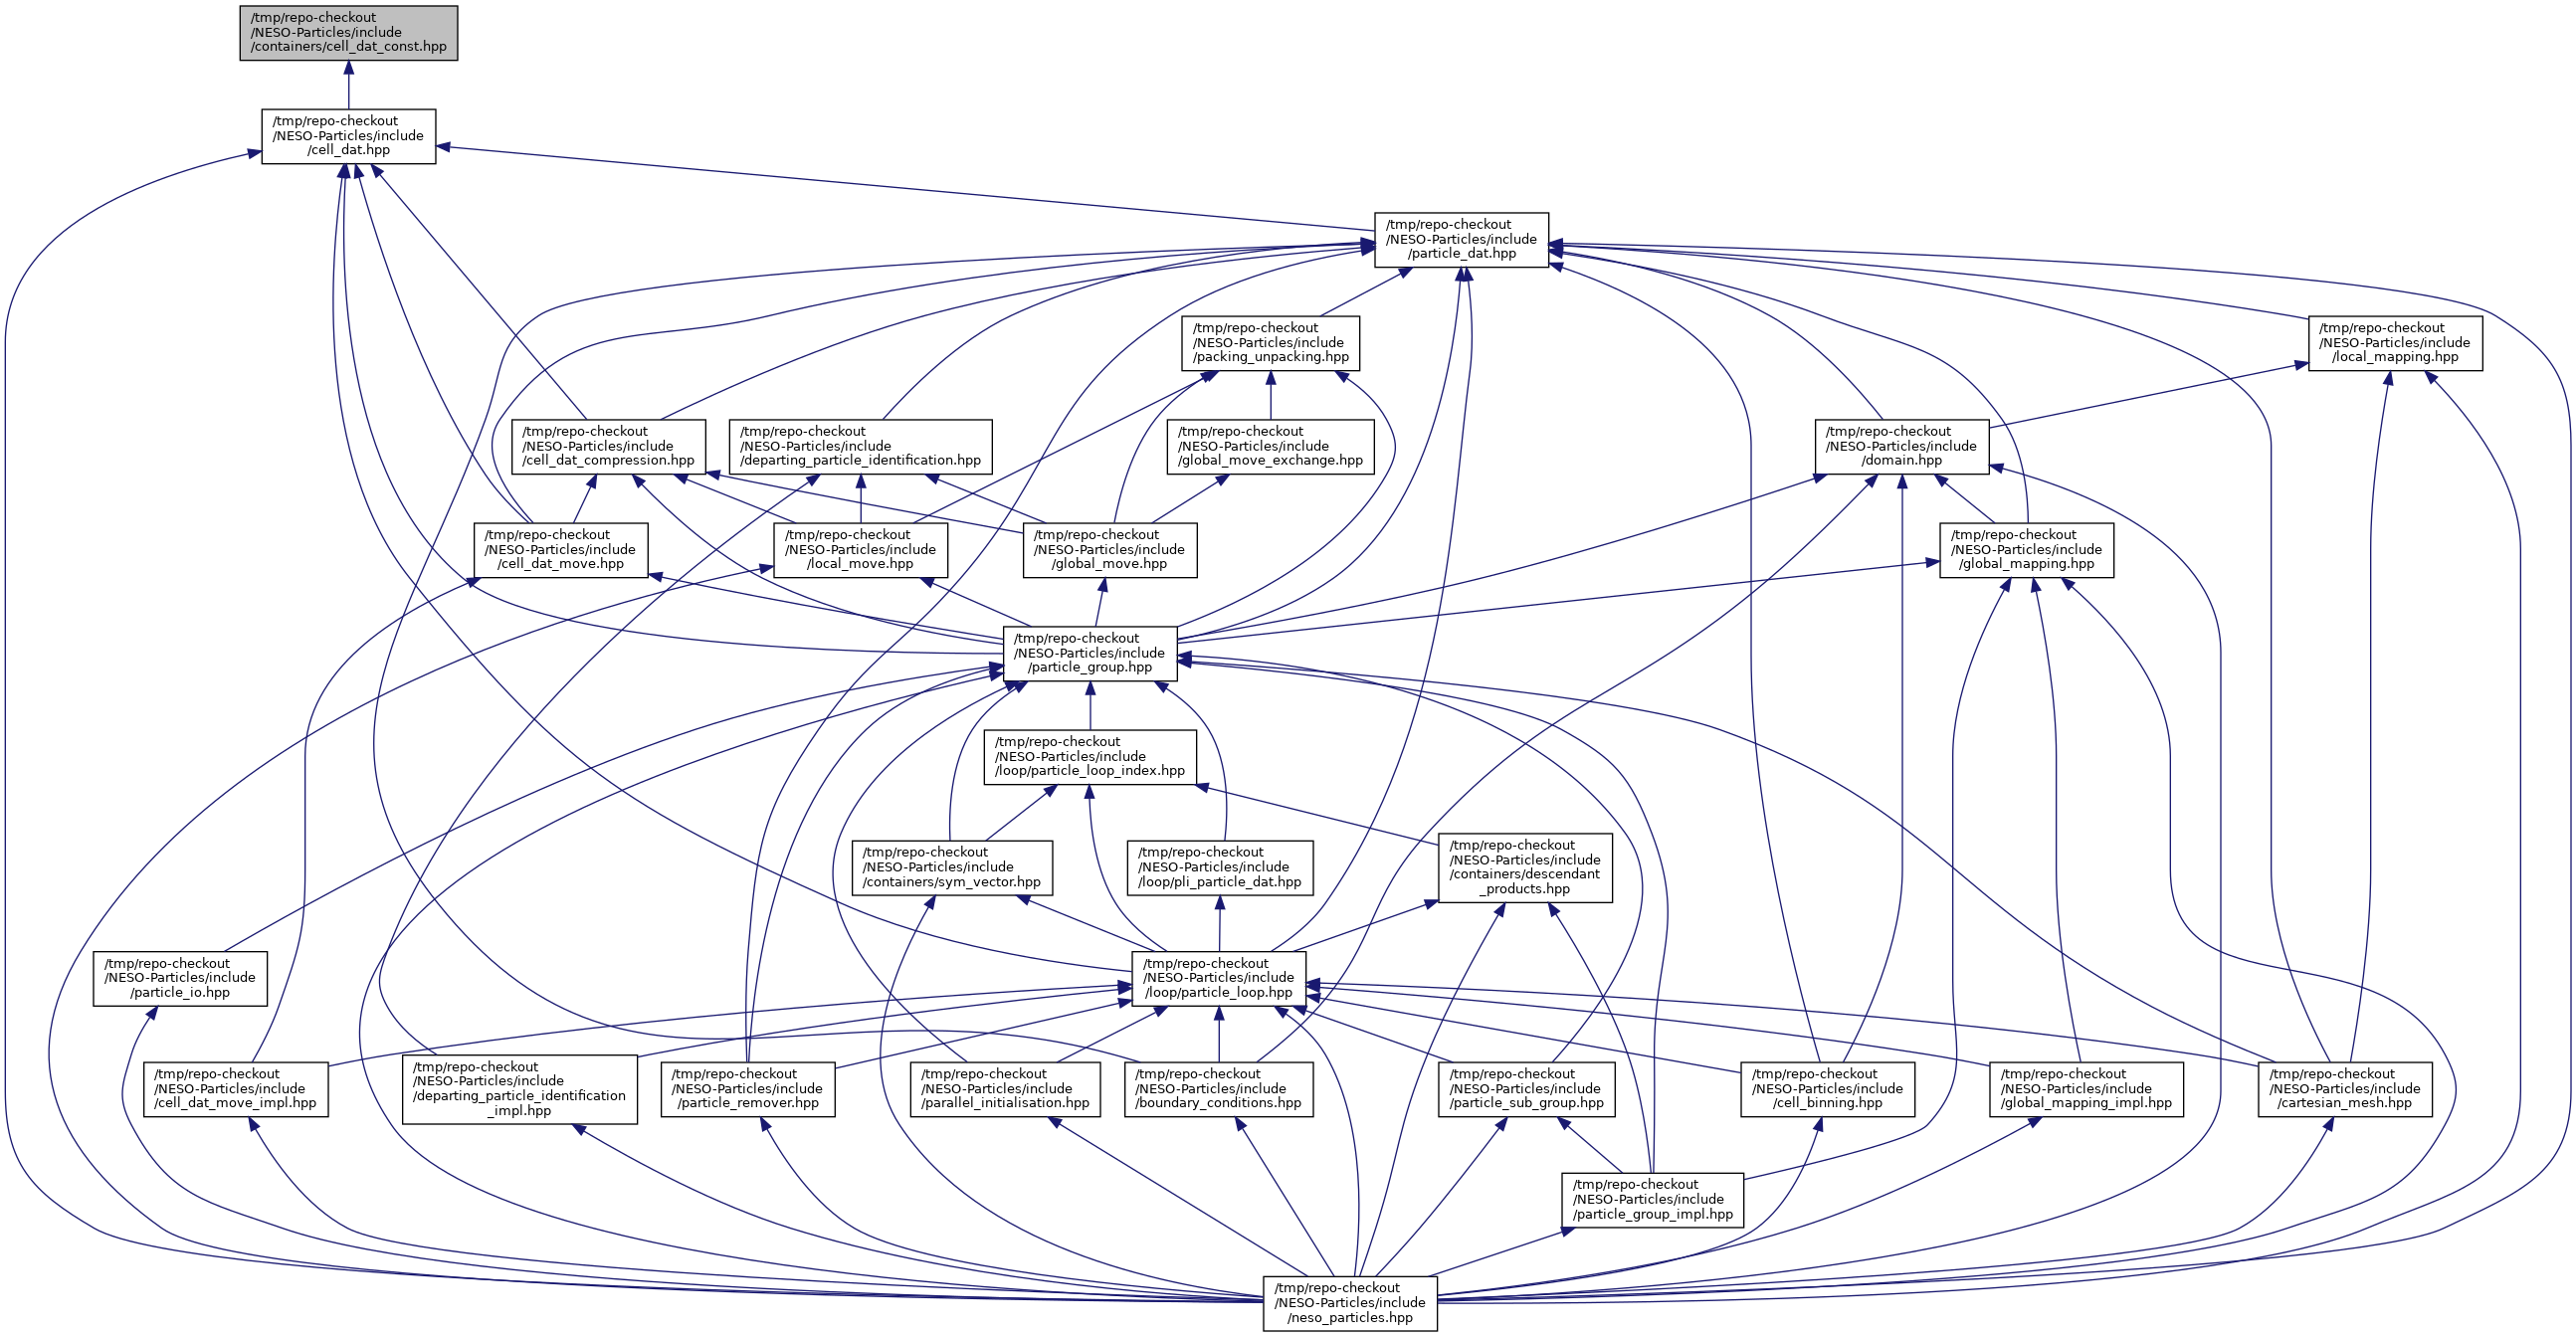 /tmp/repo-checkout
/NESO-Particles/include
/containers/cell_dat_const.hpp
/tmp/repo-checkout
/NESO-Particles/include
/cell_dat.hpp
/tmp/repo-checkout
/NESO-Particles/include
/particle_dat.hpp
/tmp/repo-checkout
/NESO-Particles/include
/packing_unpacking.hpp
/tmp/repo-checkout
/NESO-Particles/include
/local_mapping.hpp
/tmp/repo-checkout
/NESO-Particles/include
/cell_dat_compression.hpp
/tmp/repo-checkout
/NESO-Particles/include
/departing_particle_identification.hpp
/tmp/repo-checkout
/NESO-Particles/include
/global_move_exchange.hpp
/tmp/repo-checkout
/NESO-Particles/include
/domain.hpp
/tmp/repo-checkout
/NESO-Particles/include
/cell_dat_move.hpp
/tmp/repo-checkout
/NESO-Particles/include
/local_move.hpp
/tmp/repo-checkout
/NESO-Particles/include
/global_move.hpp
/tmp/repo-checkout
/NESO-Particles/include
/global_mapping.hpp
/tmp/repo-checkout
/NESO-Particles/include
/particle_group.hpp
/tmp/repo-checkout
/NESO-Particles/include
/loop/particle_loop_index.hpp
/tmp/repo-checkout
/NESO-Particles/include
/containers/sym_vector.hpp
/tmp/repo-checkout
/NESO-Particles/include
/loop/pli_particle_dat.hpp
/tmp/repo-checkout
/NESO-Particles/include
/containers/descendant
_products.hpp
/tmp/repo-checkout
/NESO-Particles/include
/particle_io.hpp
/tmp/repo-checkout
/NESO-Particles/include
/loop/particle_loop.hpp
/tmp/repo-checkout
/NESO-Particles/include
/cell_dat_move_impl.hpp
/tmp/repo-checkout
/NESO-Particles/include
/departing_particle_identification
_impl.hpp
/tmp/repo-checkout
/NESO-Particles/include
/particle_remover.hpp
/tmp/repo-checkout
/NESO-Particles/include
/parallel_initialisation.hpp
/tmp/repo-checkout
/NESO-Particles/include
/boundary_conditions.hpp
/tmp/repo-checkout
/NESO-Particles/include
/particle_sub_group.hpp
/tmp/repo-checkout
/NESO-Particles/include
/cell_binning.hpp
/tmp/repo-checkout
/NESO-Particles/include
/global_mapping_impl.hpp
/tmp/repo-checkout
/NESO-Particles/include
/cartesian_mesh.hpp
/tmp/repo-checkout
/NESO-Particles/include
/particle_group_impl.hpp
/tmp/repo-checkout
/NESO-Particles/include
/neso_particles.hpp